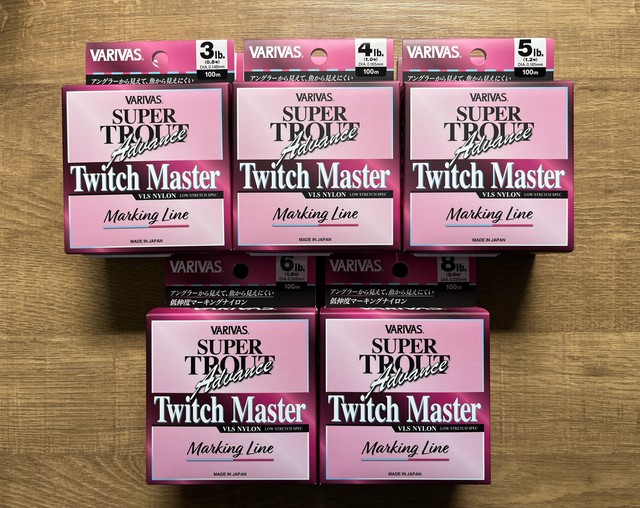 VARIVAS. 3lb.
(0.8号)
DIA. 0.148mm
100m
アングラーから見えて、魚から見えにくい
VARIVAS.
SUPER
TROUT
Advance
Twitch Master
VLS NYLON LOW STRETCH SPEC
Marking Line
MADE IN JAPAN
VARIVAS. 4lb.
(1.0号)
DIA. 0.165mm
100m
アングラーから見えて、魚から見えにくい
VARIVAS.
SUPER
TROUT
Advance
Twitch Master
VLS NYLON LOW STRETCH SPEC
Marking Line
MADE IN JAPAN
VARIVAS. 5lb.
(1.2号)
DIA. 0.185mm
100m
アングラーから見えて、魚から見えにくい
VARIVAS.
SUPER
TROUT
Advance
Twitch Master
VLS NYLON LOW STRETCH SPEC
Marking Line
MADE IN JAPAN
VARIVAS. 6lb.
100m
アングラーから見えて、魚から見えにくい
低伸度マーキングナイロン
VARIVAS.
SUPER
TROUT
Advance
Twitch Master
VLS NYLON LOW STRETCH SPEC
Marking Line
MADE IN JAPAN
VARIVAS. 8lb.
100m
アングラーから見えて、魚から見えにくい
低伸度マーキングナイロン
VARIVAS.
SUPER
TROUT
Advance
Twitch Master
VLS NYLON LOW STRETCH SPEC
Marking Line
MADE IN JAPAN